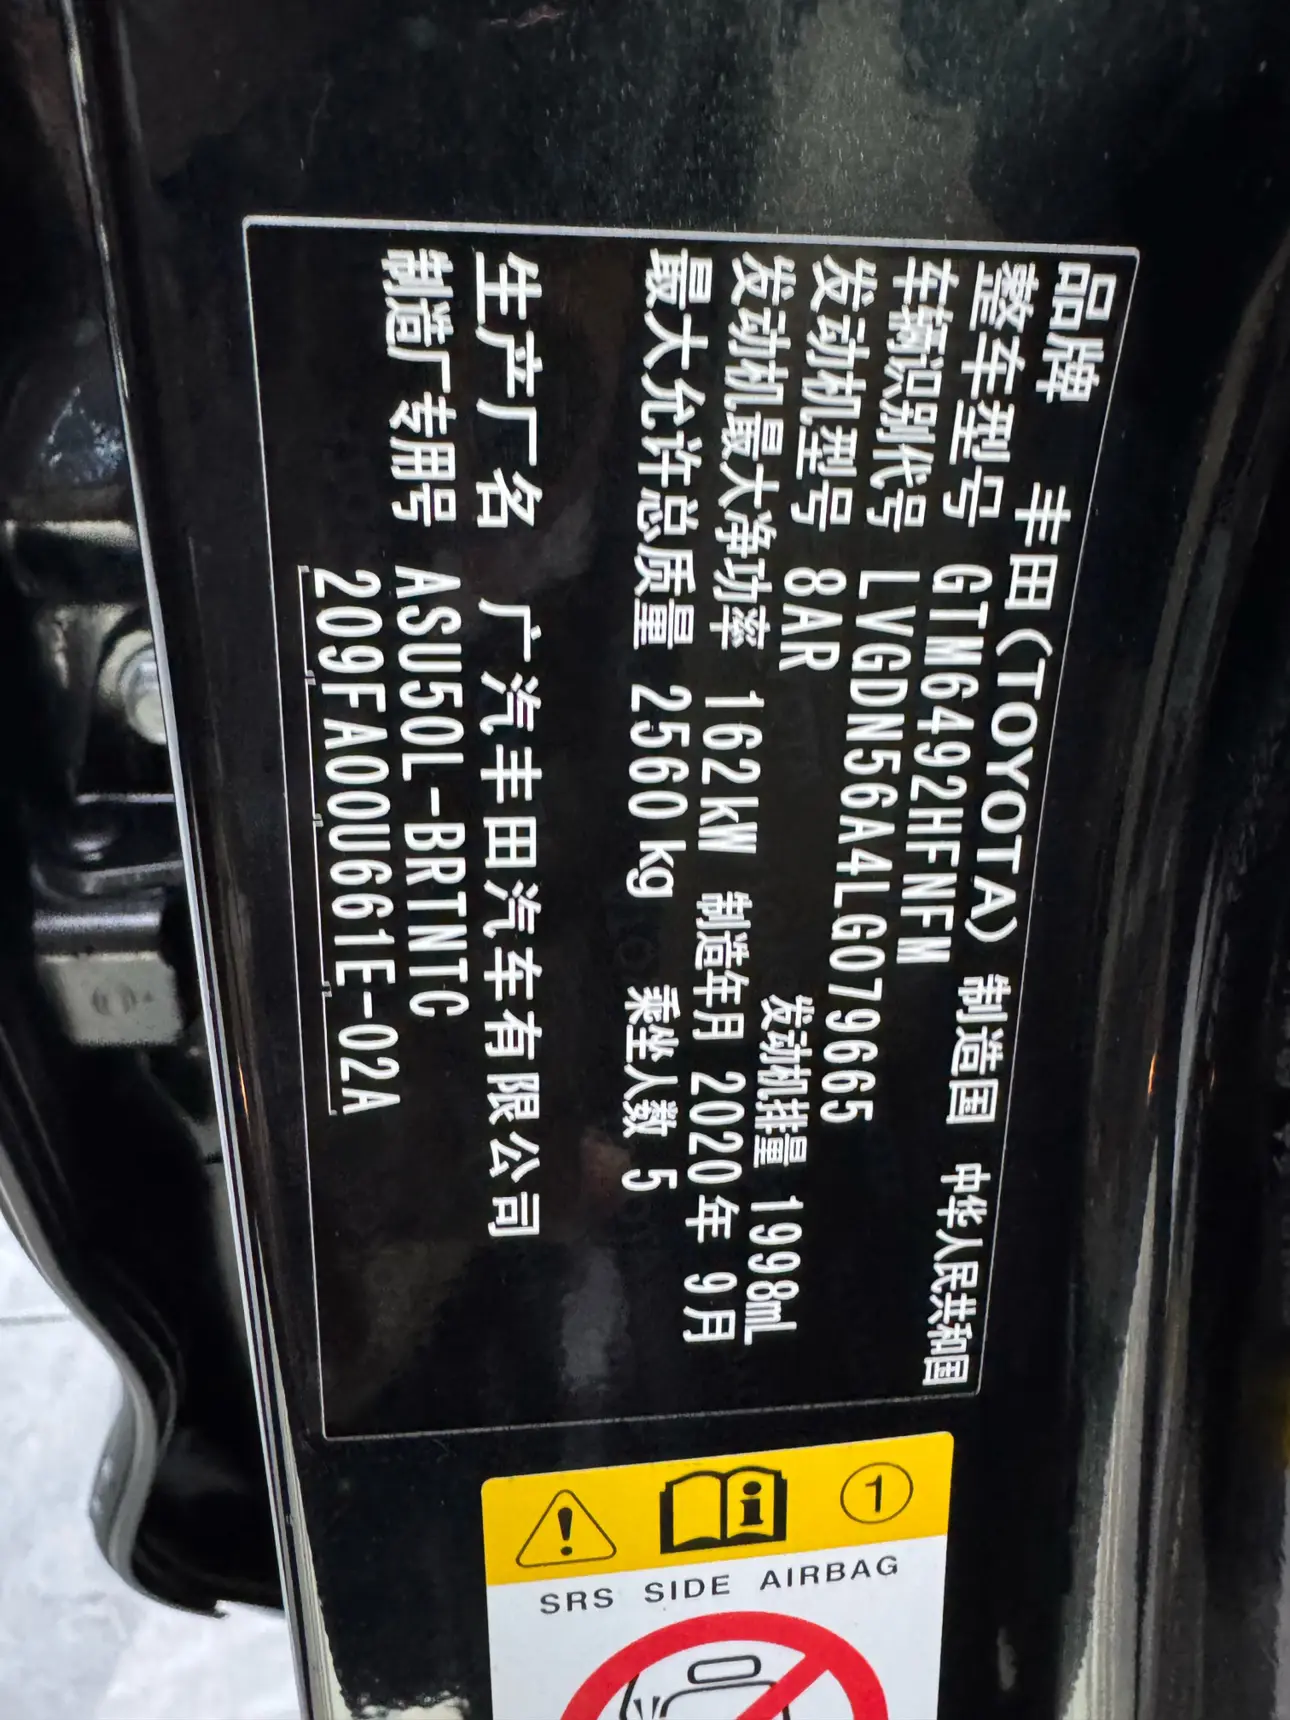 品牌 丰田(TOYOTA) 制造国 中华人民共和国
整车型号 GTM6492HFNFM
车辆识别代号 LVGDN56A4LG079665
发动机型号 8AR 发动机排量 1998mL
发动机最大净功率 162kW 制造年月 2020年 9月
最大允许总质量 2560kg 乘坐人数 5
生产厂名 广汽丰田汽车有限公司
制造厂专用号 ASU50L-BRTNTC
209FA00U661E-02A
1
SRS SIDE AIRBAG